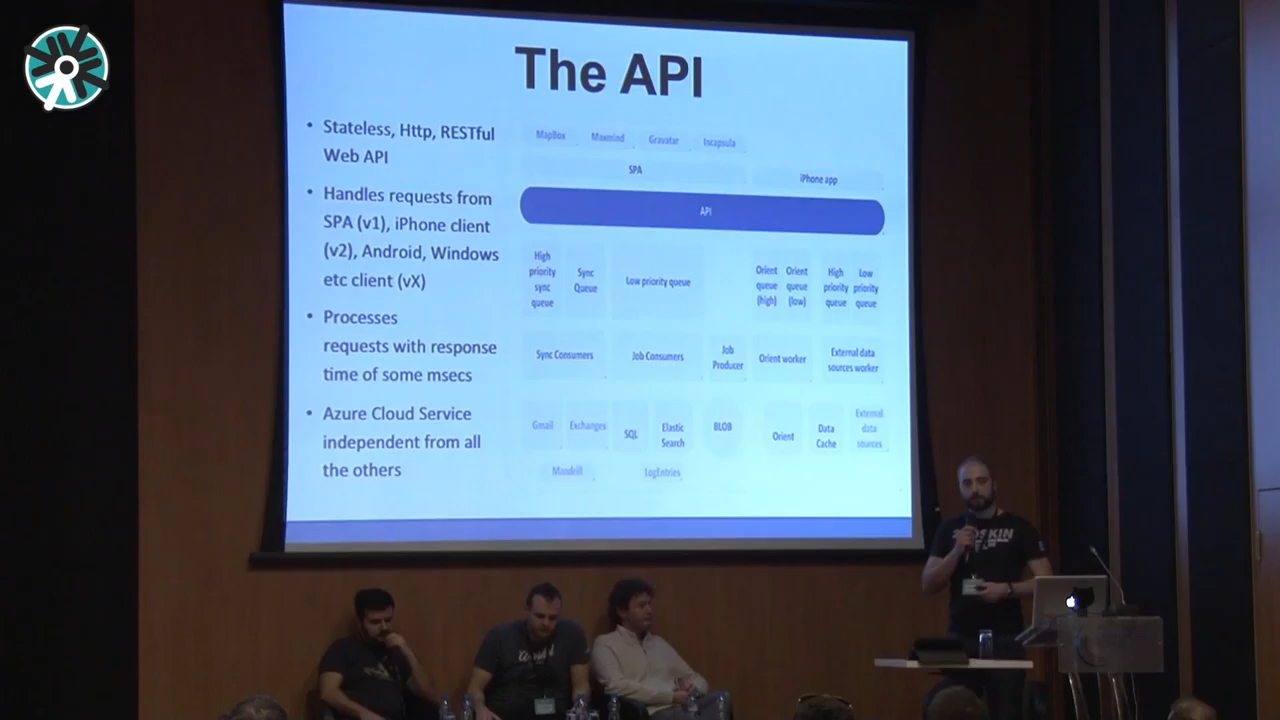 The API
• Stateless, Http, RESTful
Web API
• Handles requests from
SPA (v1), iPhone client
(v2), Android, Windows
etc client (vX)
• Processes
requests with response
time of some msecs
• Azure Cloud Service
independent from all
the others
MapBox
Maxmind
Gravatar
Incapsula
SPA
iPhone app
API
High
priority
sync
queue
Sync
Queue
Low priority queue
Orient
queue
(high)
Orient
queue
(low)
High
priority
queue
Low
priority
queue
Sync Consumers
Job Consumers
Job
Producer
Orient worker
External data
sources worker
Gmail
Exchanges
SQL
Elastic
Search
BLOB
Orient
Data
Cache
External
data
sources
Mandrill
LogEntries